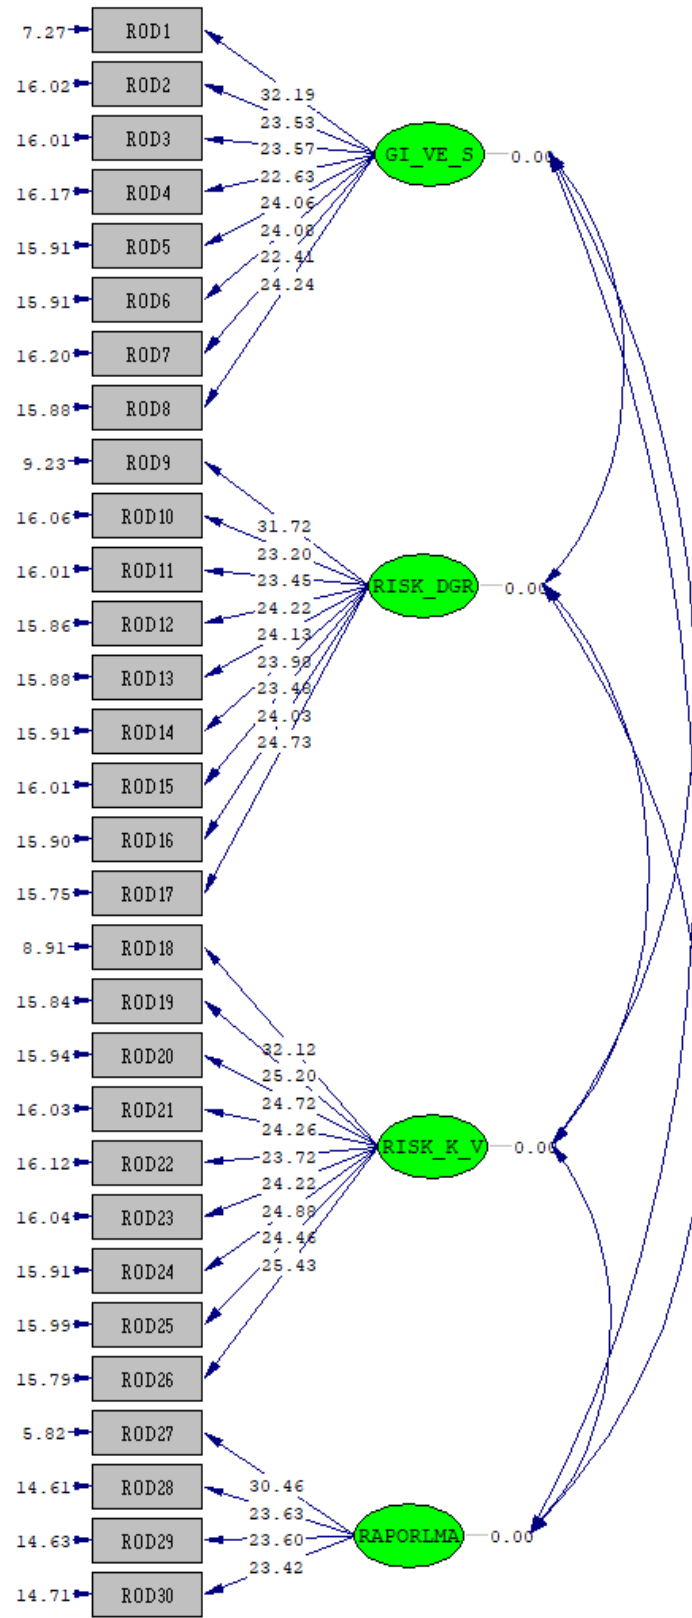 7.27 ROD1
16.02 ROD2
16.01 ROD3
16.17 ROD4
15.91 ROD5
15.91 ROD6
16.20 ROD7
15.88 ROD8
32.19
23.53
23.57
22.63
24.06
24.08
22.41
24.24
GI_VE_S 0.00
9.23 ROD9
16.06 ROD10
16.01 ROD11
15.86 ROD12
15.88 ROD13
15.91 ROD14
16.01 ROD15
15.90 ROD16
15.75 ROD17
31.72
23.20
23.45
24.22
24.13
23.98
23.48
24.03
24.73
RISK_DGR 0.00
8.91 ROD18
15.84 ROD19
15.94 ROD20
16.03 ROD21
16.12 ROD22
16.04 ROD23
15.91 ROD24
15.99 ROD25
15.79 ROD26
32.12
25.20
24.72
24.26
23.72
24.22
24.88
24.46
25.43
RISK_K_V 0.00
5.82 ROD27
14.61 ROD28
14.63 ROD29
14.71 ROD30
30.46
23.63
23.60
23.42
RAPORLMA 0.00